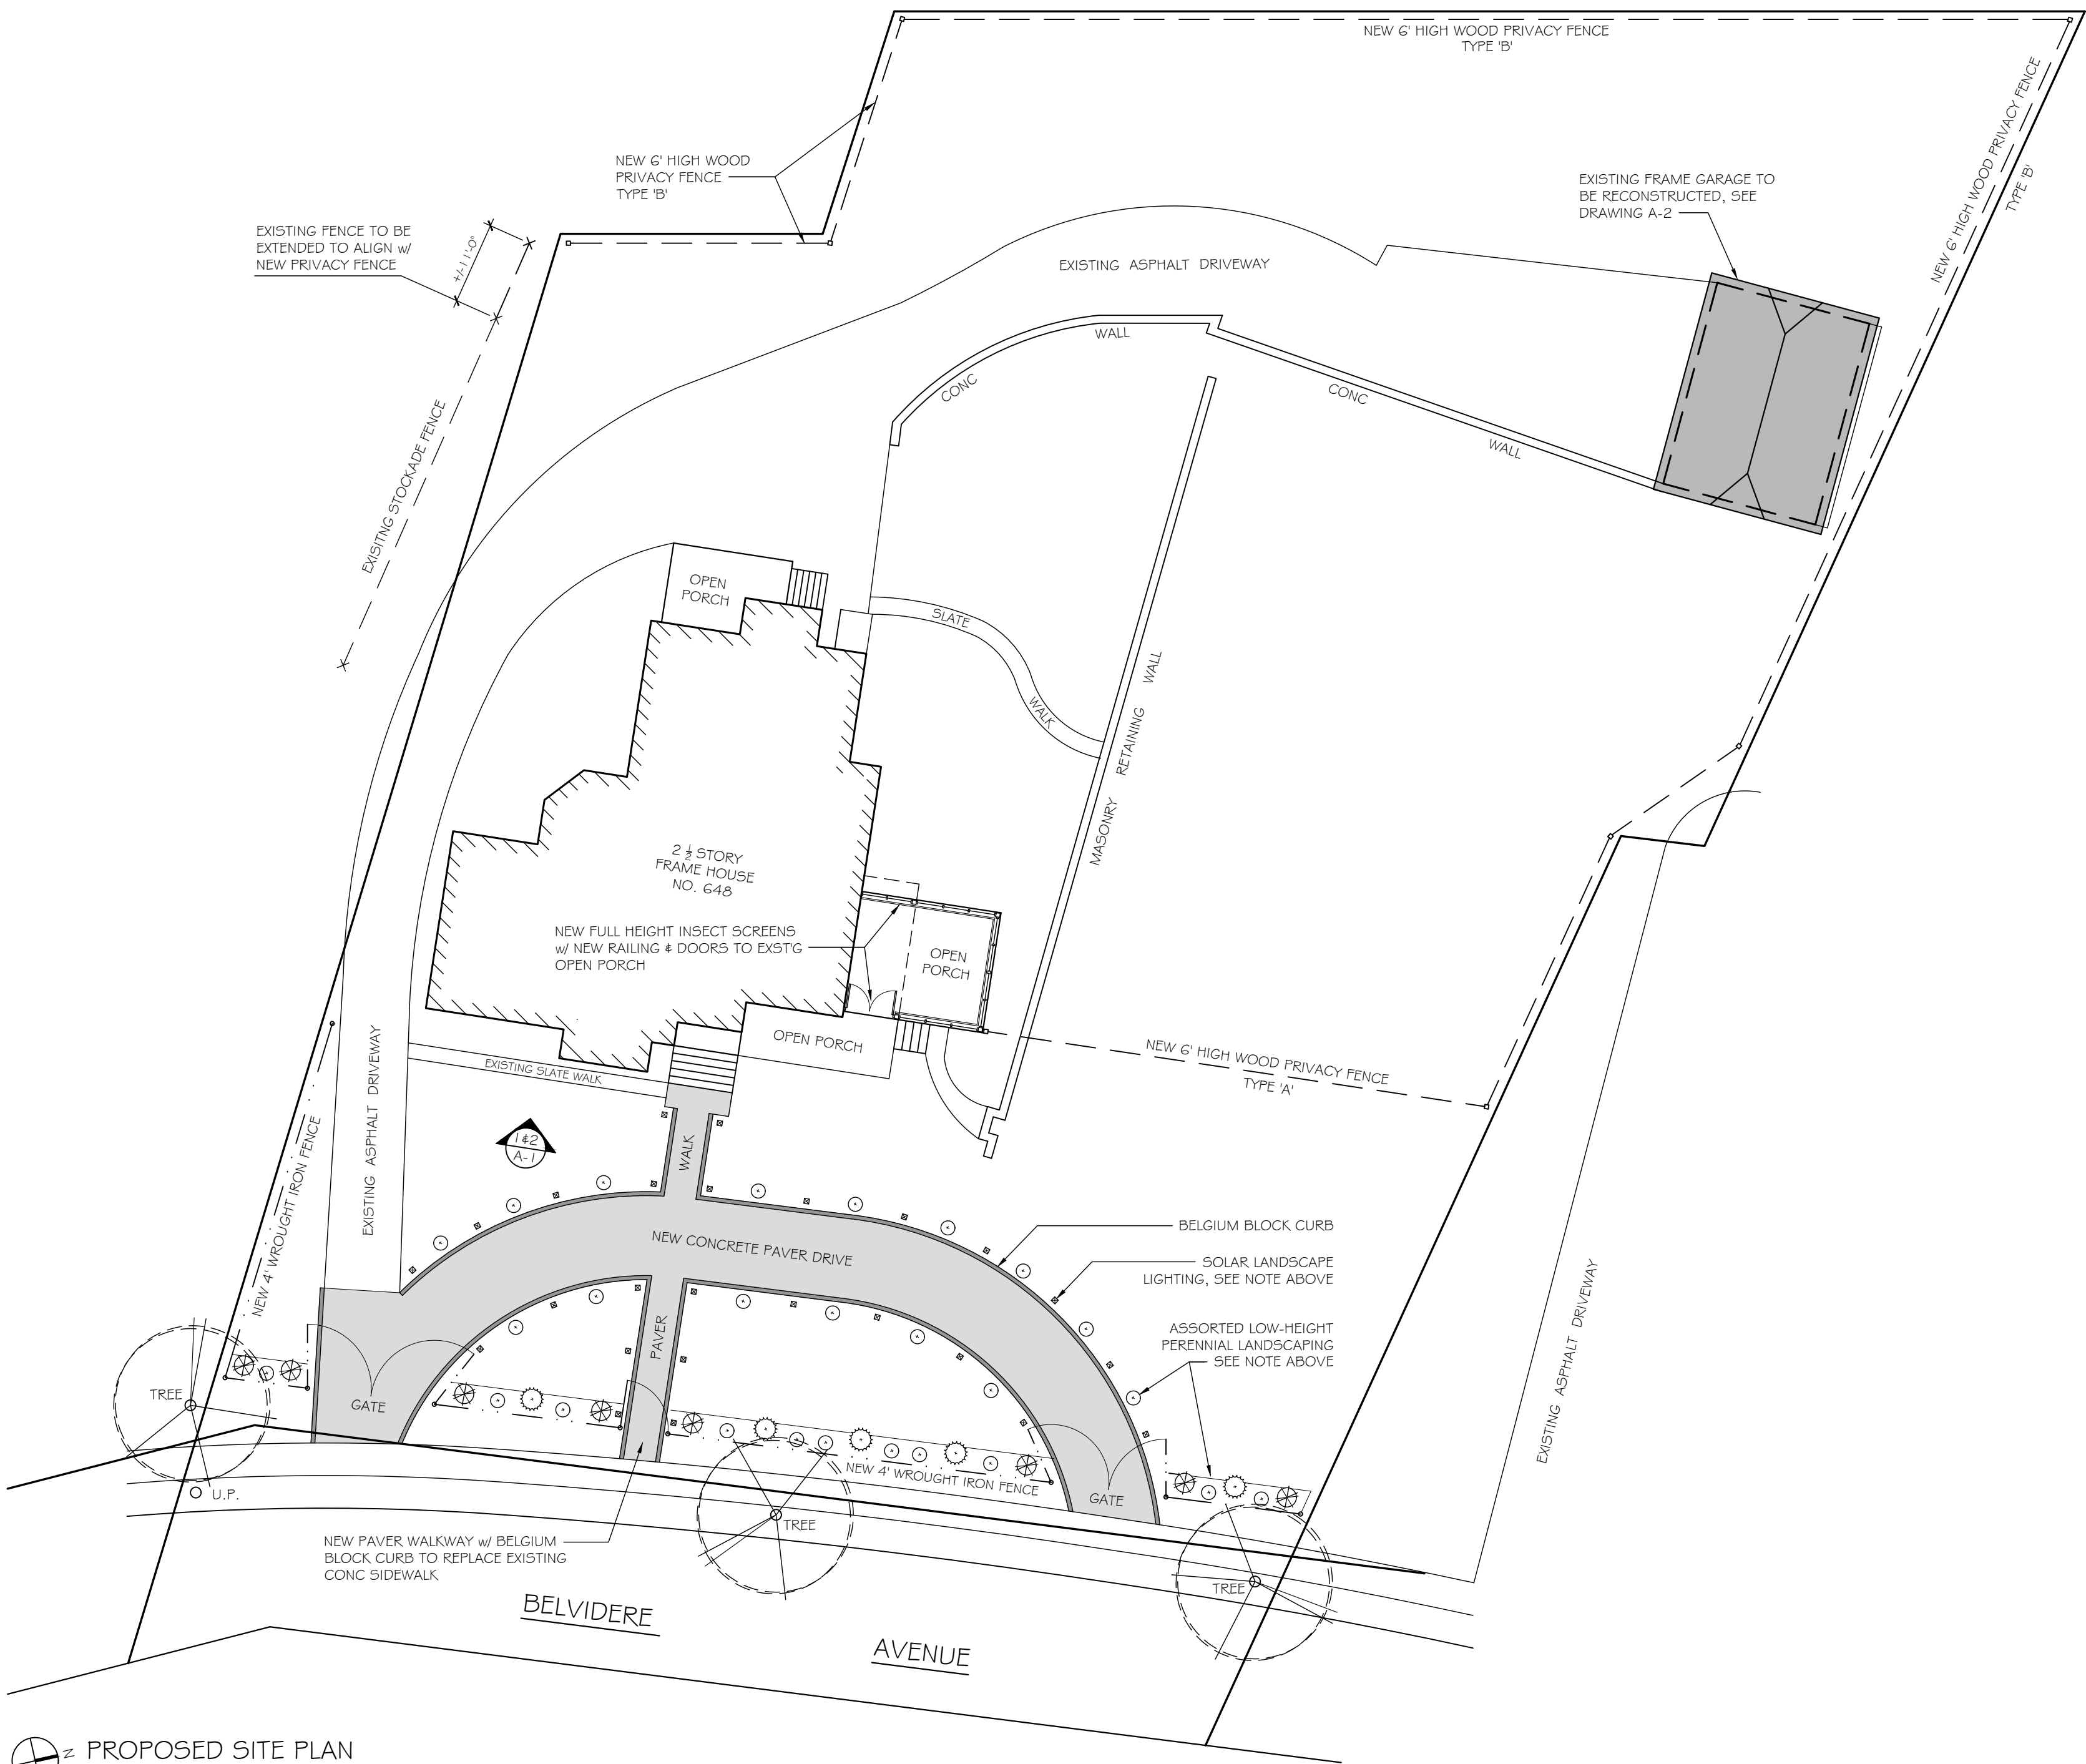 NEW 6' HIGH WOOD PRIVACY FENCE
TYPE 'B'
NEW 6' HIGH WOOD PRIVACY FENCE
TYPE 'B'
NEW 6' HIGH WOOD
PRIVACY FENCE
TYPE 'B'
EXISTING FRAME GARAGE TO
BE RECONSTRUCTED, SEE
DRAWING A-2
EXISTING FENCE TO BE
EXTENDED TO ALIGN w/
NEW PRIVACY FENCE
+/-11'-0"
EXISTING ASPHALT DRIVEWAY
CONC
WALL
CONC
WALL
EXISITNG STOCKADE FENCE
OPEN
PORCH
SLATE
WALK
MASONRY RETAINING WALL
2 ½ STORY
FRAME HOUSE
NO. 648
NEW FULL HEIGHT INSECT SCREENS
w/ NEW RAILING & DOORS TO EXST'G
OPEN PORCH
OPEN
PORCH
OPEN PORCH
NEW 6' HIGH WOOD PRIVACY FENCE
TYPE 'A'
EXISTING SLATE WALK
EXISTING ASPHALT DRIVEWAY
NEW 4' WROUGHT IRON FENCE
1&2
A-1
WALK
NEW CONCRETE PAVER DRIVE
BELGIUM BLOCK CURB
SOLAR LANDSCAPE
LIGHTING, SEE NOTE ABOVE
ASSORTED LOW-HEIGHT
PERENNIAL LANDSCAPING
SEE NOTE ABOVE
PAVER
EXISTING ASPHALT DRIVEWAY
TREE
GATE
NEW 4' WROUGHT IRON FENCE
GATE
U.P.
TREE
TREE
NEW PAVER WALKWAY w/ BELGIUM
BLOCK CURB TO REPLACE EXISTING
CONC SIDEWALK
BELVIDERE AVENUE
N
PROPOSED SITE PLAN